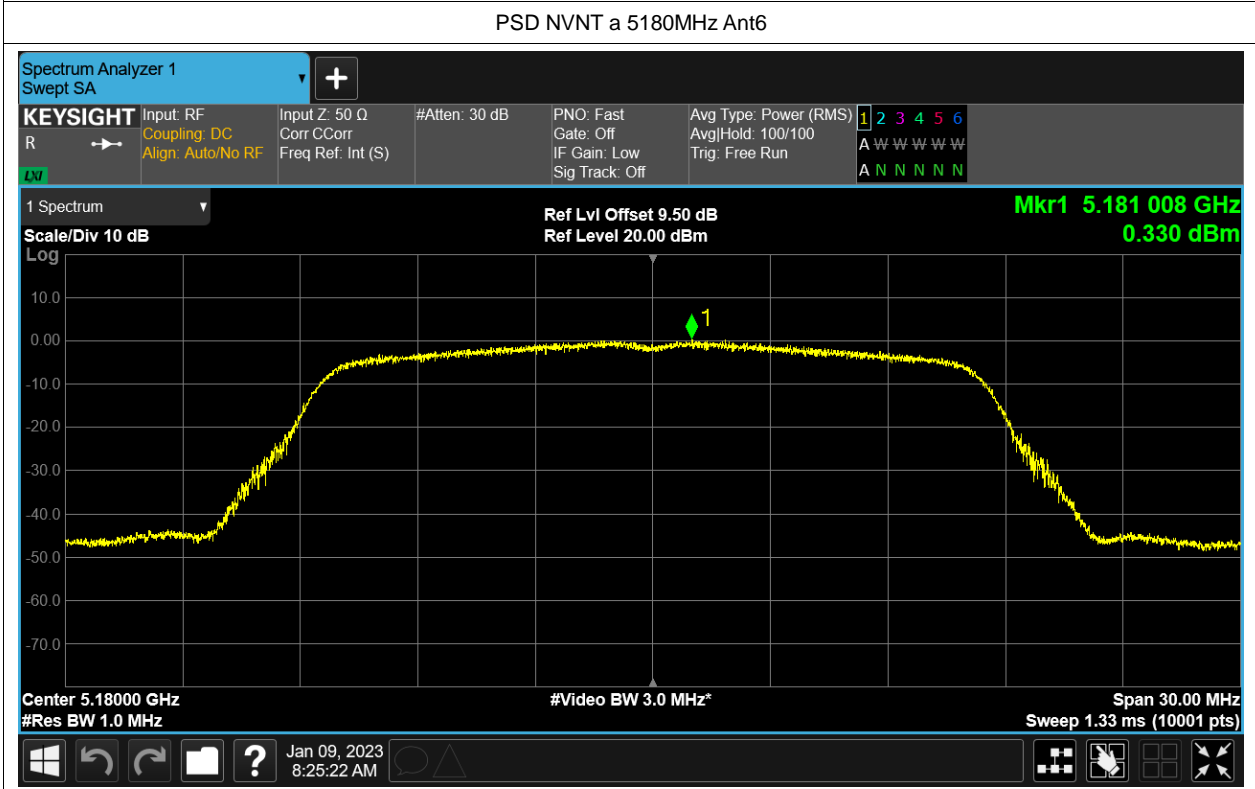 PSD NVNT a 5180MHz Ant6
Spectrum Analyzer 1
Swept SA
KEYSIGHT
R
LXI
Input: RF
Coupling: DC
Align: Auto/No RF
Input Z: 50 Ω
Corr CCorr
Freq Ref: Int (S)
#Atten: 30 dB
PNO: Fast
Gate: Off
IF Gain: Low
Sig Track: Off
Avg Type: Power (RMS)
Avg|Hold: 100/100
Trig: Free Run
1 2 3 4 5 6
A W W W W W
A N N N N N
1 Spectrum
Scale/Div 10 dB
Log
Ref Lvl Offset 9.50 dB
Ref Level 20.00 dBm
Mkr1 5.181 008 GHz
0.330 dBm
10.0
0.00
-10.0
-20.0
-30.0
-40.0
-50.0
-60.0
-70.0
1
Center 5.18000 GHz
#Res BW 1.0 MHz
#Video BW 3.0 MHz*
Span 30.00 MHz
Sweep 1.33 ms (10001 pts)
?
Jan 09, 2023
8:25:22 AM